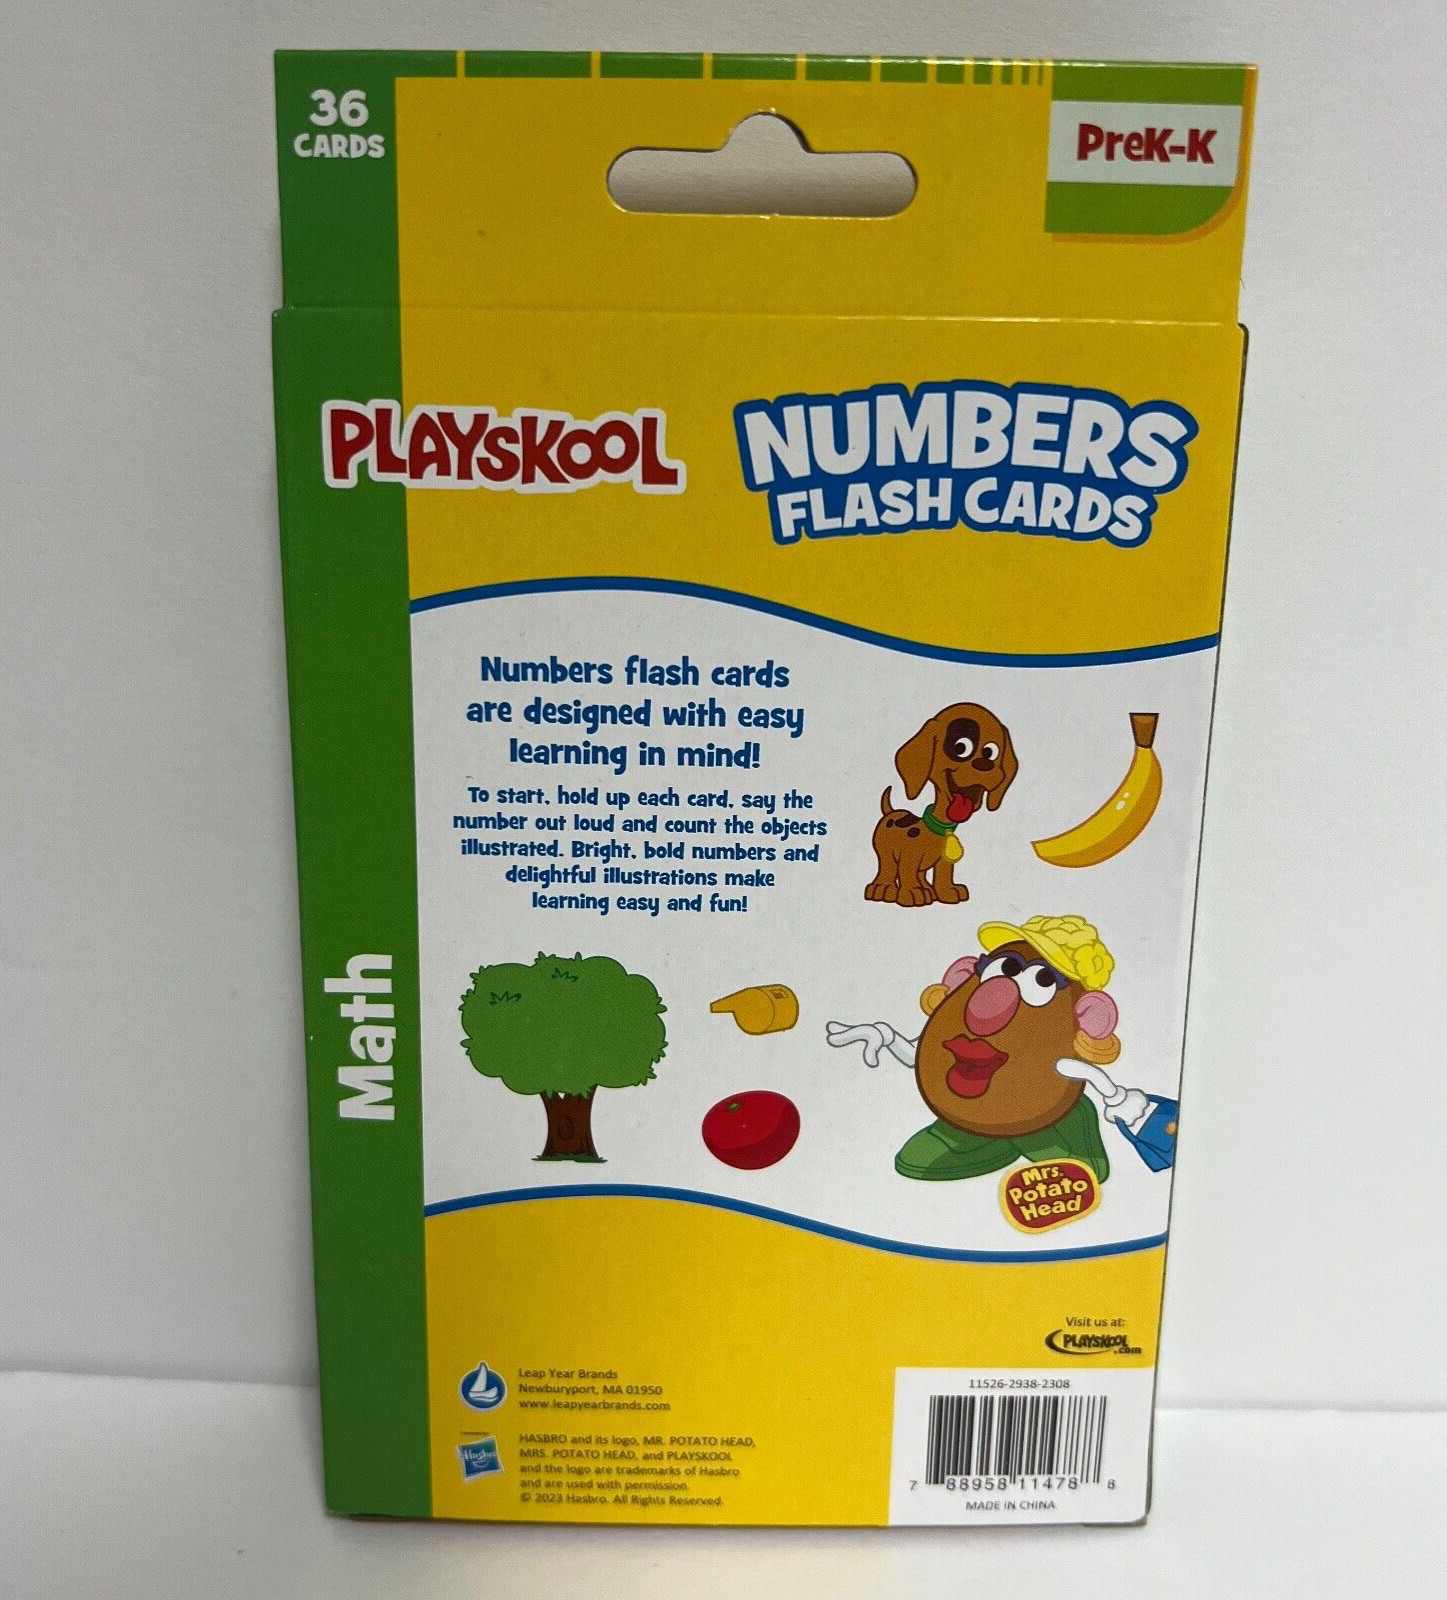 36
CARDS
PreK-K
PLAYSKOOL
NUMBERS
FLASH CARDS
Numbers flash cards
are designed with easy
learning in mind!
To start, hold up each card, say the
number out loud and count the objects
illustrated. Bright, bold numbers and
delightful illustrations make
learning easy and fun!
Math
Mrs.
Potato
Head
Visit us at:
PLAYSKOOL
.com
Leap Year Brands
Newburyport, MA 01950
www.leapyearbrands.com
Hasbro
HASBRO and its logo, MR. POTATO HEAD,
MRS. POTATO HEAD, and PLAYSKOOL
and the logo are trademarks of Hasbro
and are used with permission.
© 2023 Hasbro. All Rights Reserved.
11526-2938-2308
7 88958 11478 8
MADE IN CHINA